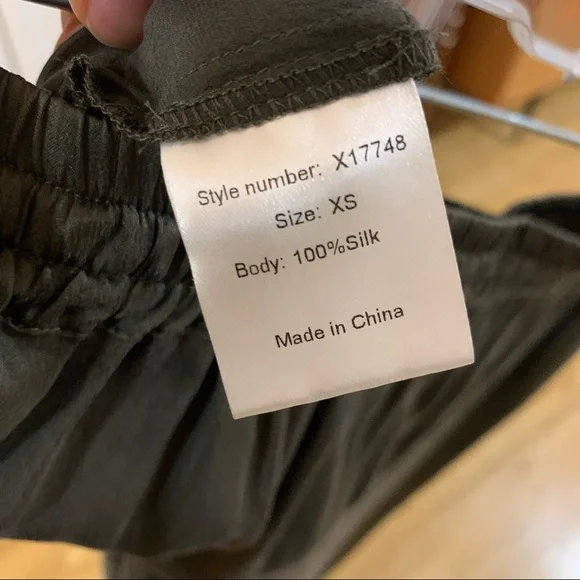 Style number: X17748
Size: XS
Body: 100%Silk
Made in China